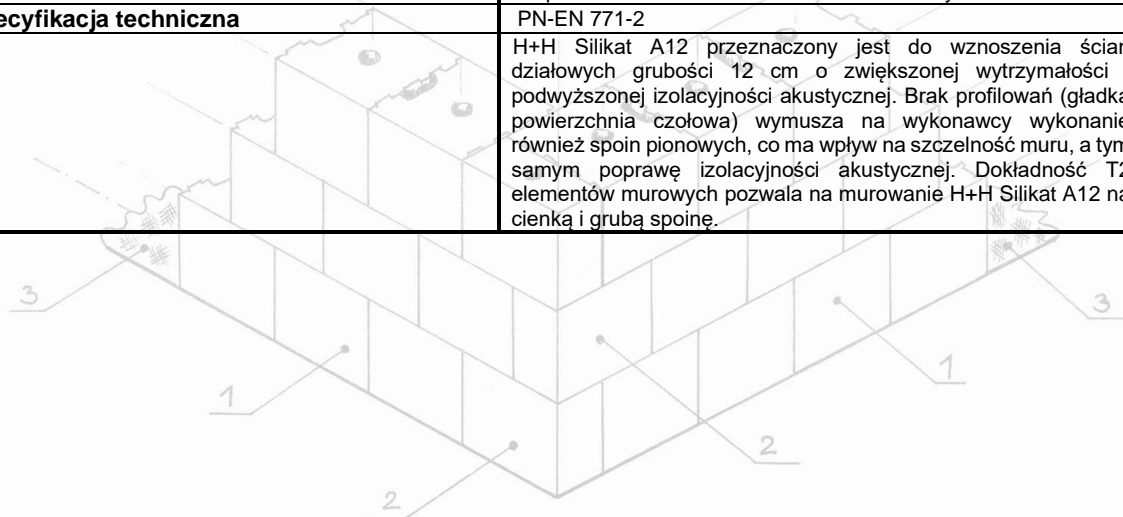 ecyfikacja techniczna
PN-EN 771-2
H+H Silikat A12 przeznaczony jest do wznoszenia ścian
działowych grubości 12 cm o zwiększonej wytrzymałości
podwyższonej izolacyjności akustycznej. Brak profilowań (gładka
powierzchnia czołowa) wymusza na wykonawcy wykonanie
również spoin pionowych, co ma wpływ na szczelność muru, a tym
samym poprawę izolacyjności akustycznej. Dokładność T2
elementów murowych pozwala na murowanie H+H Silikat A12 na
cienką i grubą spoinę.
3
3
1
1
2
2